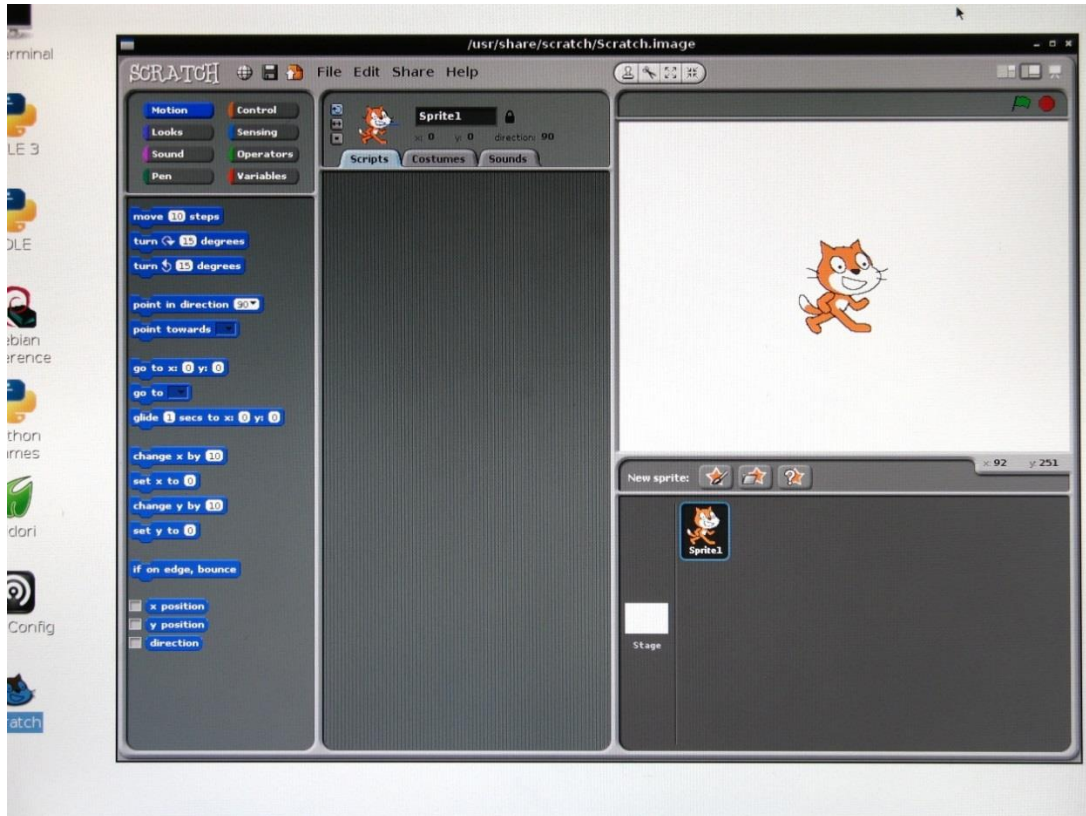 /usr/share/scratch/Scratch.image
SCRATCH File Edit Share Help
Motion Control
Looks Sensing
Sound Operators
Pen Variables
move 10 steps
turn 15 degrees
turn 15 degrees
point in direction 90
point towards
go to x: 0 y: 0
go to
glide 1 secs to x: 0 y: 0
change x by 10
set x to 0
change y by 10
set y to 0
if on edge, bounce
x position
y position
direction
Sprite1
x: 0 y: 0 direction: 90
Scripts Costumes Sounds
x: 92 y: 251
New sprite:
Sprite1
Stage
erminal
LE 3
DLE
ebian
erence
thon
mes
dori
Config
ratch